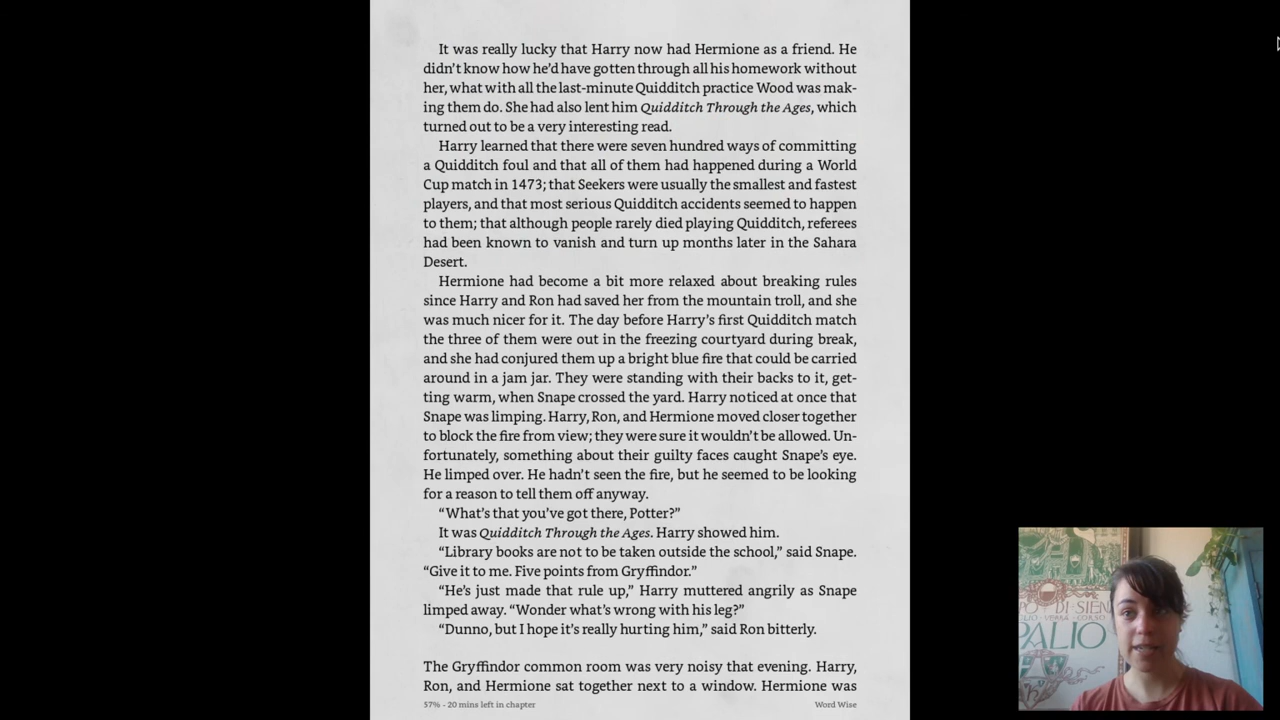 It was really lucky that Harry now had Hermione as a friend. He
didn’t know how he’d have gotten through all his homework without
her, what with all the last-minute Quidditch practice Wood was mak-
ing them do. She had also lent him Quidditch Through the Ages, which
turned out to be a very interesting read.
Harry learned that there were seven hundred ways of committing
a Quidditch foul and that all of them had happened during a World
Cup match in 1473; that Seekers were usually the smallest and fastest
players, and that most serious Quidditch accidents seemed to happen
to them; that although people rarely died playing Quidditch, referees
had been known to vanish and turn up months later in the Sahara
Desert.
Hermione had become a bit more relaxed about breaking rules
since Harry and Ron had saved her from the mountain troll, and she
was much nicer for it. The day before Harry’s first Quidditch match
the three of them were out in the freezing courtyard during break,
and she had conjured them up a bright blue fire that could be carried
around in a jam jar. They were standing with their backs to it, get-
ting warm, when Snape crossed the yard. Harry noticed at once that
Snape was limping. Harry, Ron, and Hermione moved closer together
to block the fire from view; they were sure it wouldn’t be allowed. Un-
fortunately, something about their guilty faces caught Snape’s eye.
He limped over. He hadn’t seen the fire, but he seemed to be looking
for a reason to tell them off anyway.
“What’s that you’ve got there, Potter?”
It was Quidditch Through the Ages. Harry showed him.
“Library books are not to be taken outside the school,” said Snape.
“Give it to me. Five points from Gryffindor.”
“He’s just made that rule up,” Harry muttered angrily as Snape
limped away. “Wonder what’s wrong with his leg?”
“Dunno, but I hope it’s really hurting him,” said Ron bitterly.
The Gryffindor common room was very noisy that evening. Harry,
Ron, and Hermione sat together next to a window. Hermione was
57% - 20 mins left in chapter
Word Wise
DI SIEN
PALIO